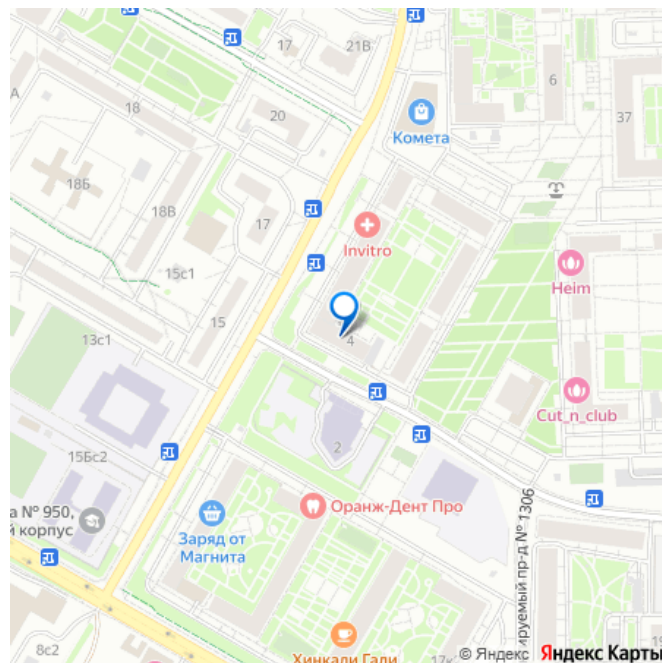 17
21В
А
18
20
6
37
Комета
18Б
18В
17
Invitro
15с1
Heim
15
13с1
4
Cut_n_club
15Бс2
2
а № 950,
й корпус
Заряд от
Магнита
Оранж-Дент Про
ируемый пр-д № 1306
8с2
Хинкали Гали
17к
19
© Яндекс Яндекс Карты